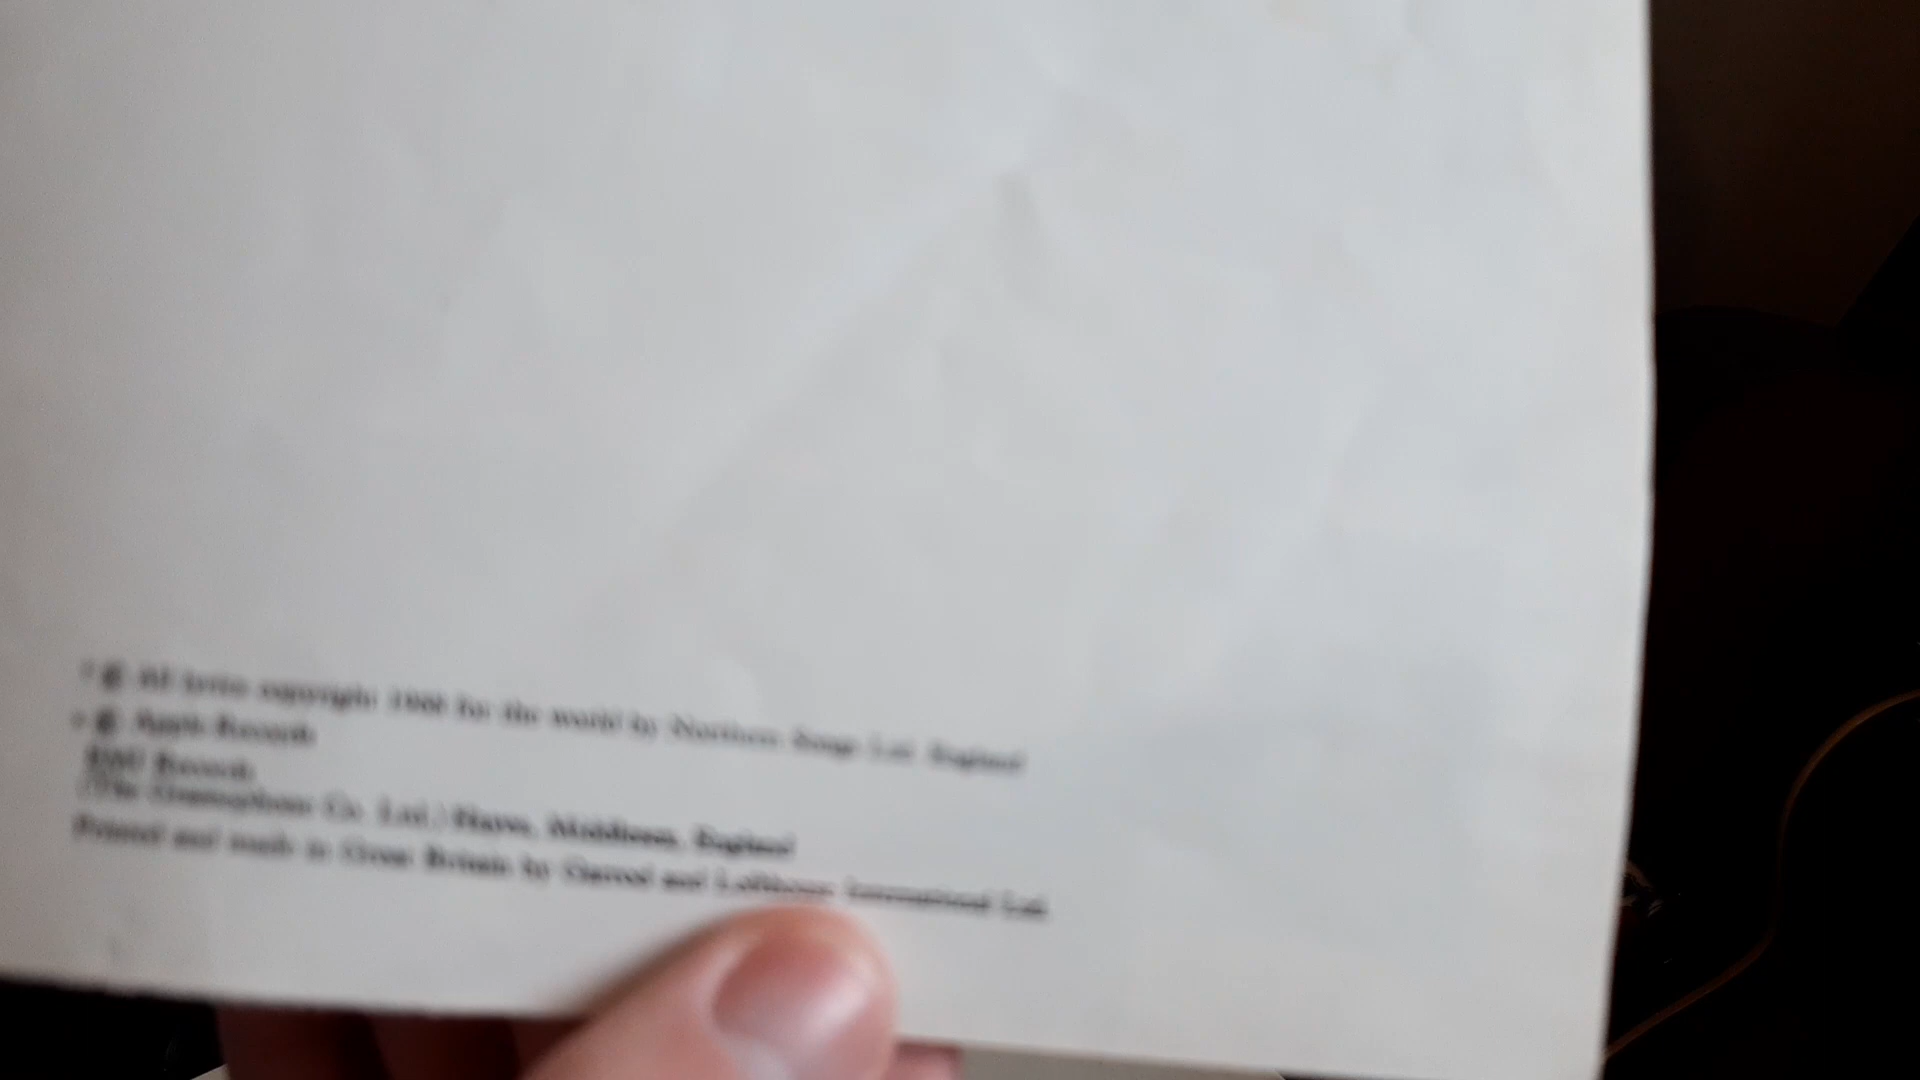 © All lyrics copyright 1968 for the world by Northern Songs Ltd. England
Apple Records
EMI Records
(The Gramophone Co. Ltd.) Hayes, Middlesex, England
Printed and made in Great Britain by Garrod and Lofthouse International Ltd.